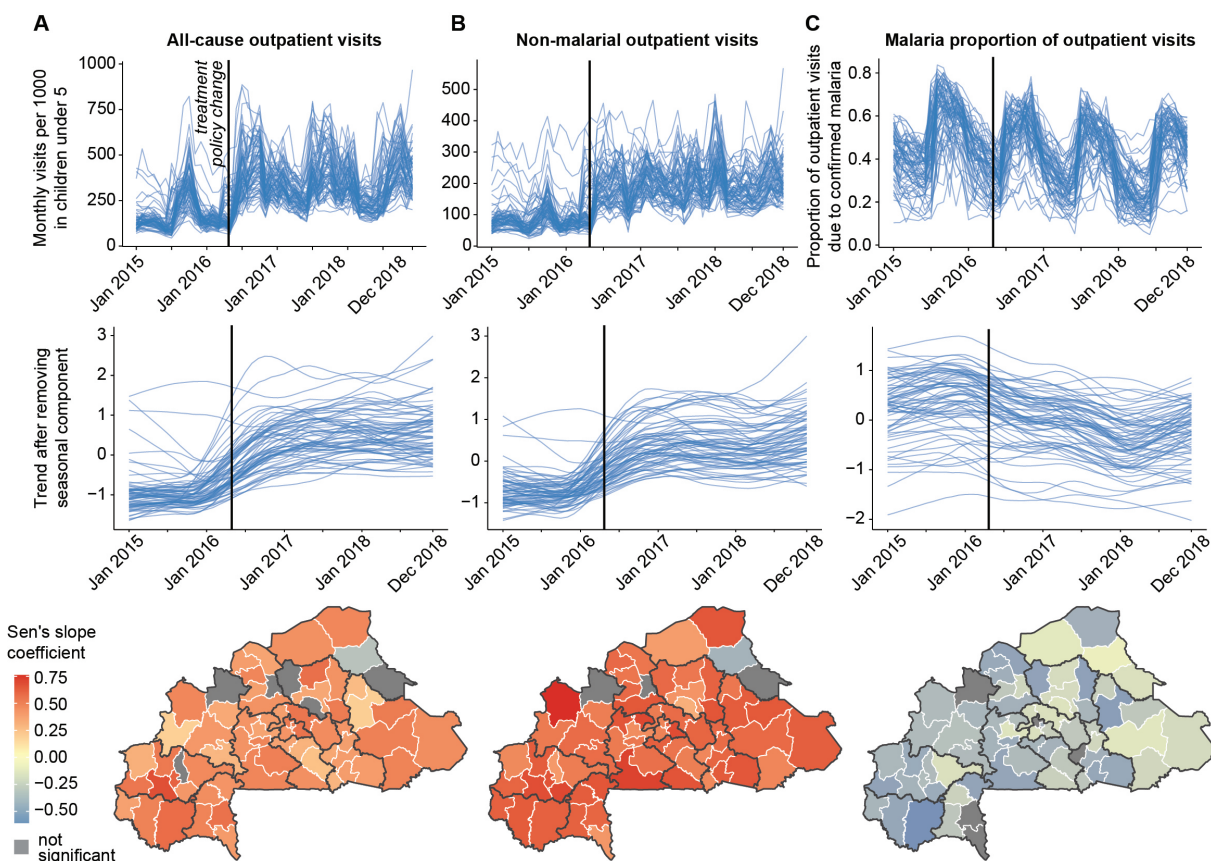 A
All-cause outpatient visits
B
Non-malarial outpatient visits
C
Malaria proportion of outpatient visits
Monthly visits per 1000
in children under 5
1000
750
500
250
0
treatment
policy change
Jan 2015
Jan 2016
Jan 2017
Jan 2018
Dec 2018
500
400
300
200
100
0
Jan 2015
Jan 2016
Jan 2017
Jan 2018
Dec 2018
Proportion of outpatient visits
due to confirmed malaria
0.8
0.6
0.4
0.2
0.0
Jan 2015
Jan 2016
Jan 2017
Jan 2018
Dec 2018
Trend after removing
seasonal component
3
2
1
0
−1
Jan 2015
Jan 2016
Jan 2017
Jan 2018
Dec 2018
3
2
1
0
−1
Jan 2015
Jan 2016
Jan 2017
Jan 2018
Dec 2018
1
0
−1
−2
Jan 2015
Jan 2016
Jan 2017
Jan 2018
Dec 2018
Sen's slope
coefficient
0.75
0.50
0.25
0.00
−0.25
−0.50
not
significant